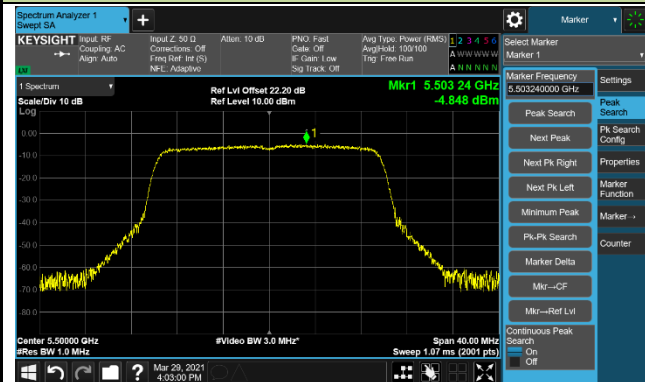 Spectrum Analyzer 1
Swept SA
+
Marker
KEYSIGHT
Input: RF
Coupling: AC
Align: Auto
Input Z: 50 Ω
Corrections: Off
Freq Ref: Int (S)
NFE: Adaptive
Atten: 10 dB
PNO: Fast
Gate: Off
IF Gain: Low
Sig Track: Off
Avg Type: Power (RMS)
Avg|Hold: 100/100
Trig: Free Run
1 2 3 4 5 6
A W W W W W
A N N N N N
LXI
Select Marker
Marker 1
1 Spectrum
Scale/Div 10 dB
Log
Ref Lvl Offset 22.20 dB
Ref Level 10.00 dBm
Mkr1 5.503 24 GHz
-4.848 dBm
1
0.00
-10.0
-20.0
-30.0
-40.0
-50.0
-60.0
-70.0
-80.0
Center 5.50000 GHz
#Res BW 1.0 MHz
#Video BW 3.0 MHz*
Span 40.00 MHz
Sweep 1.07 ms (2001 pts)
Marker Frequency
5.503240000 GHz
Peak Search
Next Peak
Next Pk Right
Next Pk Left
Minimum Peak
Pk-Pk Search
Marker Delta
Mkr→CF
Mkr→Ref Lvl
Continuous Peak
Search
On
Off
Settings
Peak
Search
Pk Search
Config
Properties
Marker
Function
Marker→
Counter
?
Mar 29, 2021
4:03:00 PM